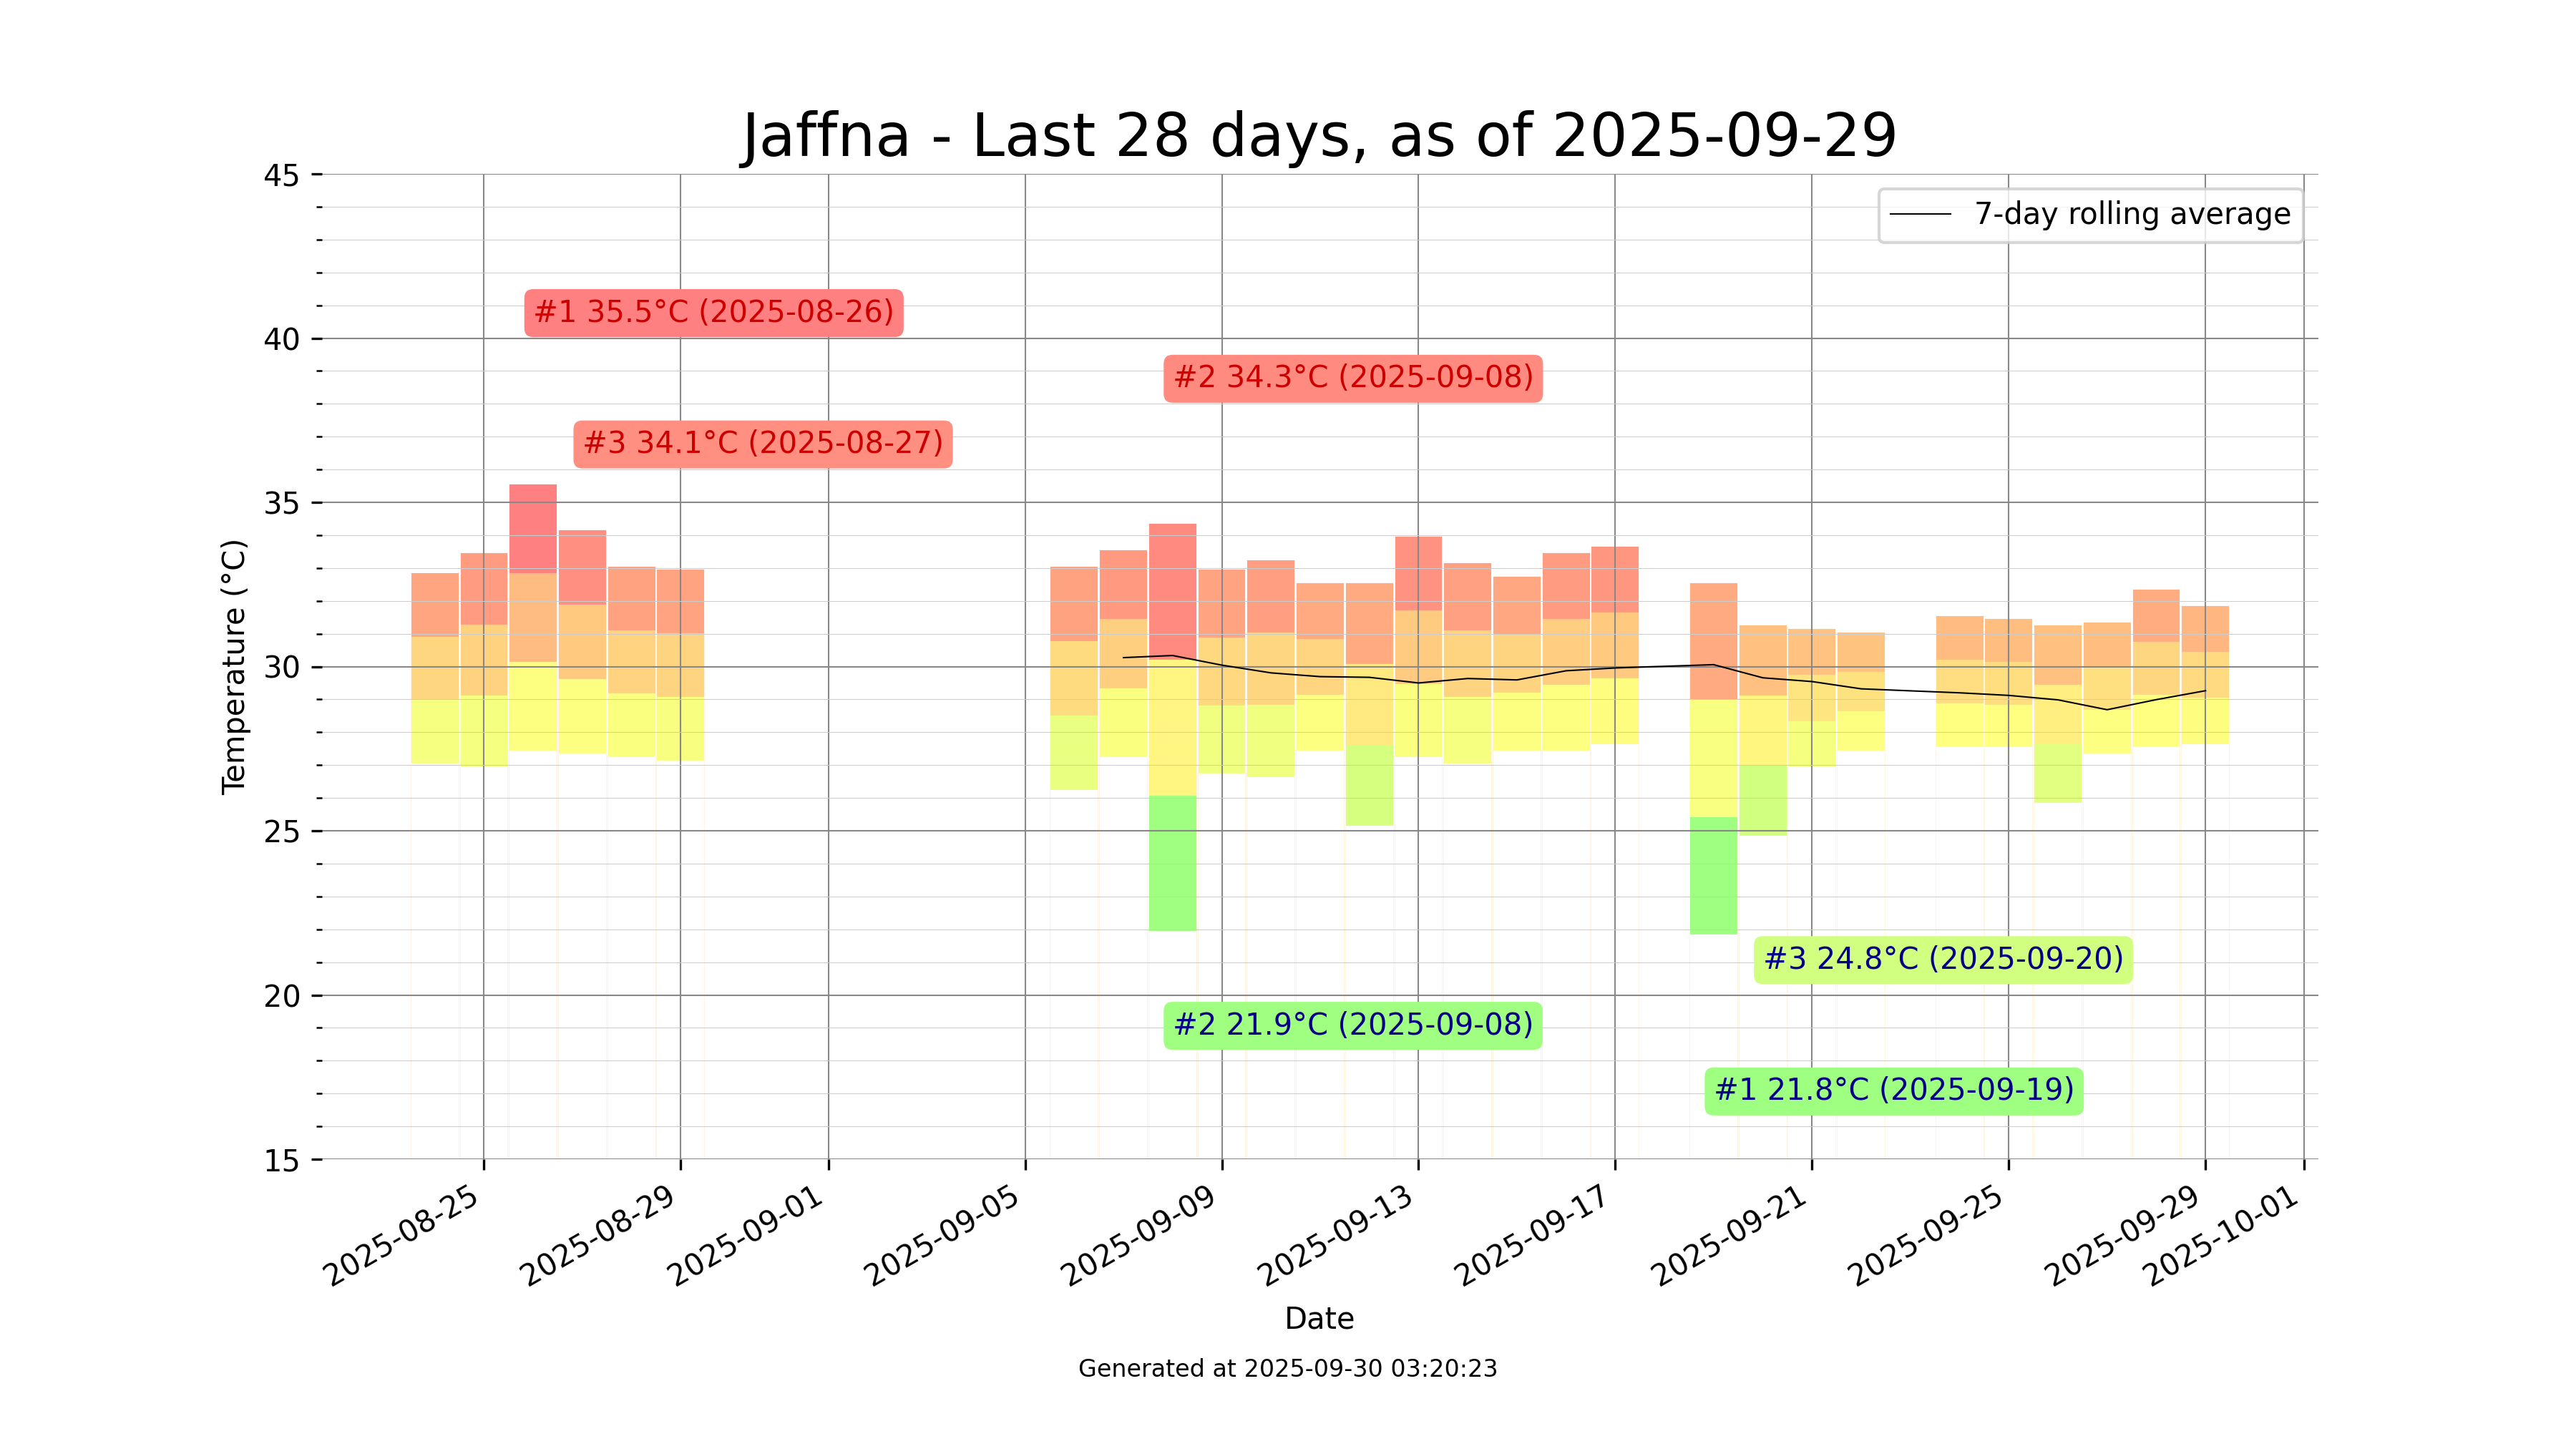 Jaffna - Last 28 days, as of 2025-09-29
7-day rolling average
45
40
35
30
25
20
15
Temperature (°C)
#1 35.5°C (2025-08-26)
#2 34.3°C (2025-09-08)
#3 34.1°C (2025-08-27)
#3 24.8°C (2025-09-20)
#2 21.9°C (2025-09-08)
#1 21.8°C (2025-09-19)
2025-08-25
2025-08-29
2025-09-01
2025-09-05
2025-09-09
2025-09-13
2025-09-17
2025-09-21
2025-09-25
2025-09-29
2025-10-01
Date
Generated at 2025-09-30 03:20:23